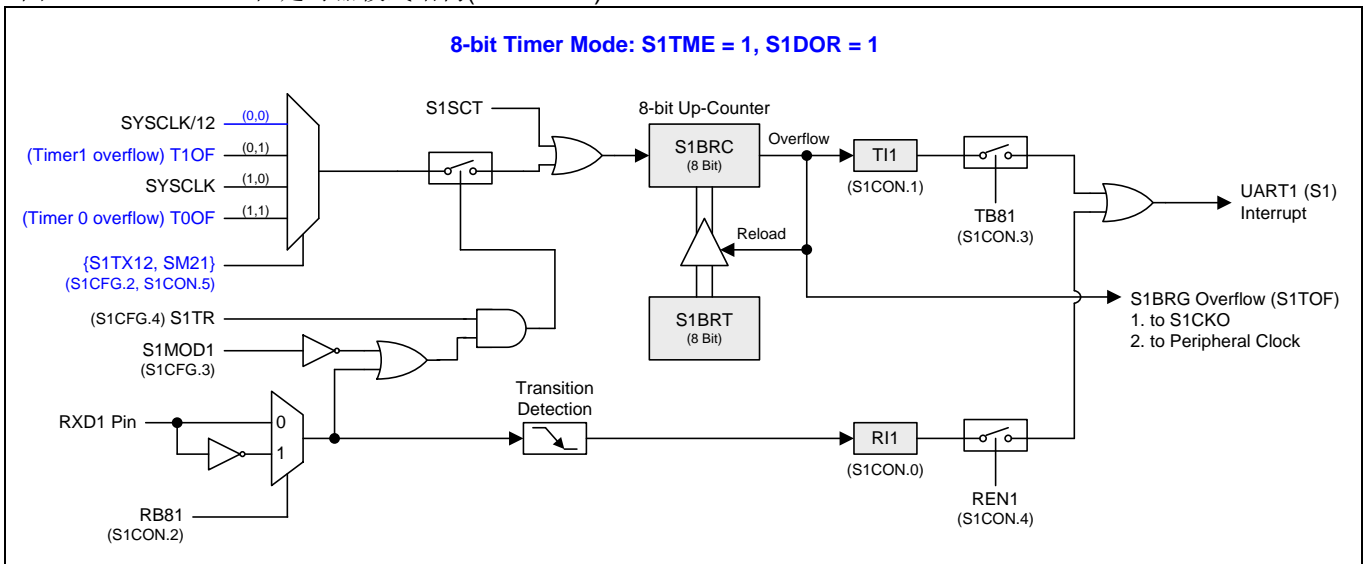 8-bit Timer Mode: S1TME = 1, S1DOR = 1
S1SCT
8-bit Up-Counter
SYSCLK/12
(0,0)
(Timer1 overflow) T1OF
(0,1)
SYSCLK
(1,0)
(Timer 0 overflow) T0OF
(1,1)
{S1TX12, SM21}
(S1CFG.2, S1CON.5)
S1BRC
(8 Bit)
Overflow
TI1
(S1CON.1)
TB81
(S1CON.3)
UART1 (S1)
Interrupt
Reload
S1BRT
(8 Bit)
S1BRG Overflow (S1TOF)
1. to S1CKO
2. to Peripheral Clock
(S1CFG.4) S1TR
S1MOD1
(S1CFG.3)
Transition
Detection
RXD1 Pin
0
1
RB81
(S1CON.2)
RI1
(S1CON.0)
REN1
(S1CON.4)